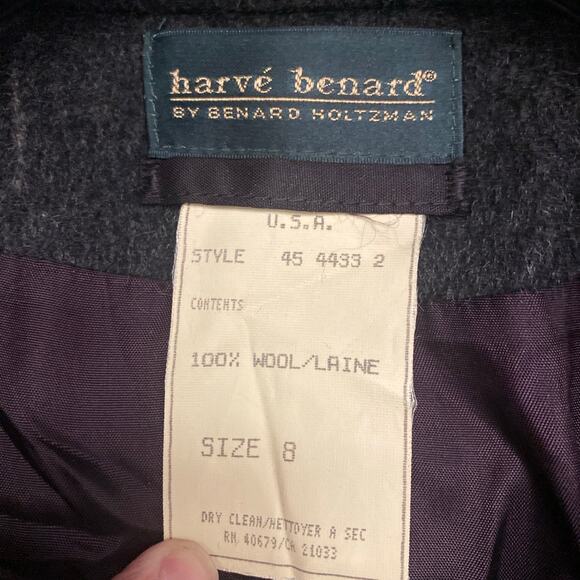 harvé benard®
BY BENARD HOLTZMAN
U.S.A.
STYLE 45 4433 2
CONTENTS
100% WOOL/LAINE
SIZE 8
DRY CLEAN/NETTOYER A SEC
RN 40679/CA 21033